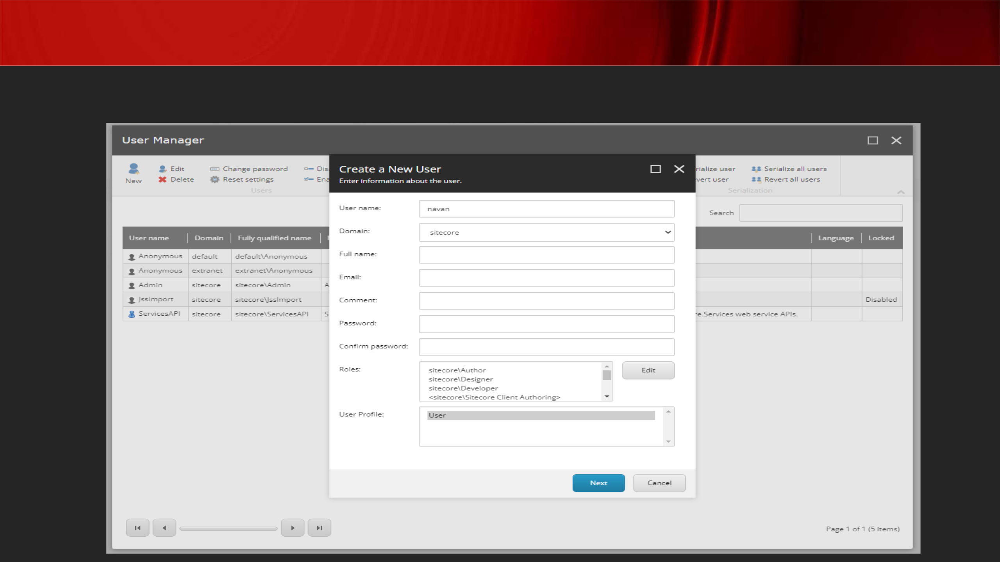 User Manager
New
Edit
Delete
Change password
Reset settings
Users
Serialize all users
Revert all users
vert user
rialize user
Serialization
Create a New User
Enter information about the user.
Search
User name Domain Fully qualified name Language Locked
Anonymous default default\Anonymous
Anonymous extranet extranet\Anonymous
Admin sitecore sitecore\Admin A
JssImport sitecore sitecore\JssImport Disabled
ServicesAPI sitecore sitecore\ServicesAPI S e.Services web service APIs.
User name: navan
Domain: sitecore
Full name:
Email:
Comment:
Password:
Confirm password:
Roles:
sitecore\Author
sitecore\Designer
sitecore\Developer
<sitecore\Sitecore Client Authoring>
Edit
User Profile: User
Next Cancel
Page 1 of 1 (5 items)